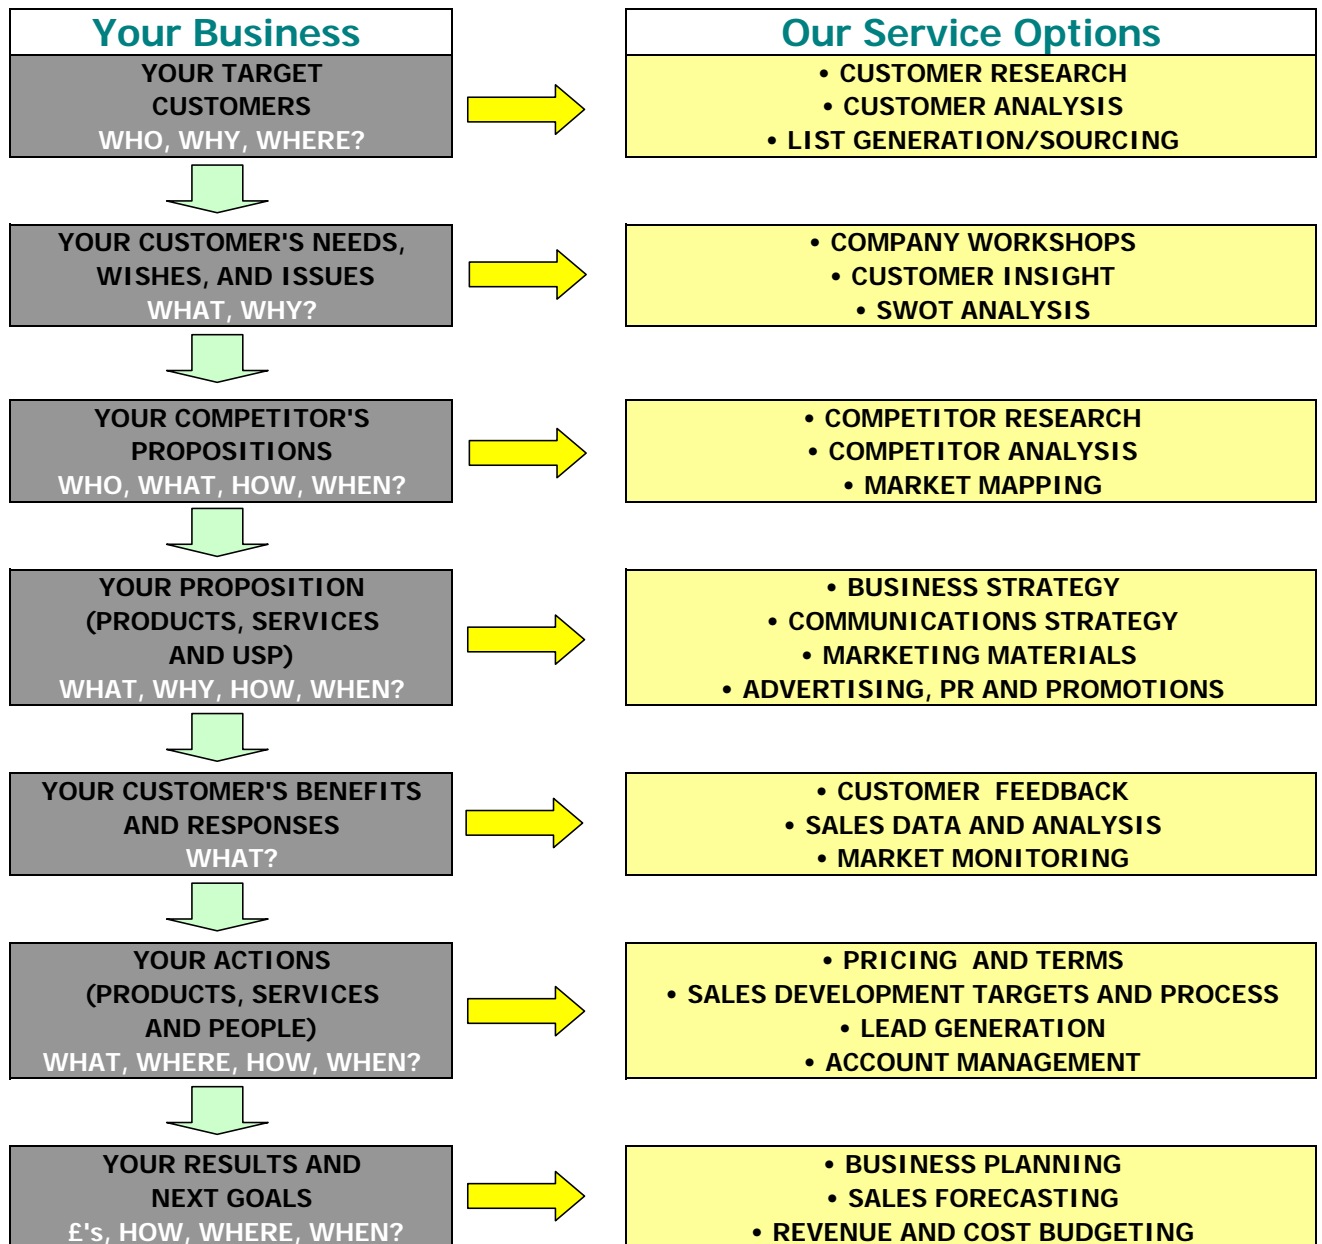 Your Business
Our Service Options
YOUR TARGET
CUSTOMERS
WHO, WHY, WHERE?
• CUSTOMER RESEARCH
• CUSTOMER ANALYSIS
• LIST GENERATION/SOURCING
YOUR CUSTOMER'S NEEDS,
WISHES, AND ISSUES
WHAT, WHY?
• COMPANY WORKSHOPS
• CUSTOMER INSIGHT
• SWOT ANALYSIS
YOUR COMPETITOR'S
PROPOSITIONS
WHO, WHAT, HOW, WHEN?
• COMPETITOR RESEARCH
• COMPETITOR ANALYSIS
• MARKET MAPPING
YOUR PROPOSITION
(PRODUCTS, SERVICES
AND USP)
WHAT, WHY, HOW, WHEN?
• BUSINESS STRATEGY
• COMMUNICATIONS STRATEGY
• MARKETING MATERIALS
• ADVERTISING, PR AND PROMOTIONS
YOUR CUSTOMER'S BENEFITS
AND RESPONSES
WHAT?
• CUSTOMER FEEDBACK
• SALES DATA AND ANALYSIS
• MARKET MONITORING
YOUR ACTIONS
(PRODUCTS, SERVICES
AND PEOPLE)
WHAT, WHERE, HOW, WHEN?
• PRICING AND TERMS
• SALES DEVELOPMENT TARGETS AND PROCESS
• LEAD GENERATION
• ACCOUNT MANAGEMENT
YOUR RESULTS AND
NEXT GOALS
£'s, HOW, WHERE, WHEN?
• BUSINESS PLANNING
• SALES FORECASTING
• REVENUE AND COST BUDGETING